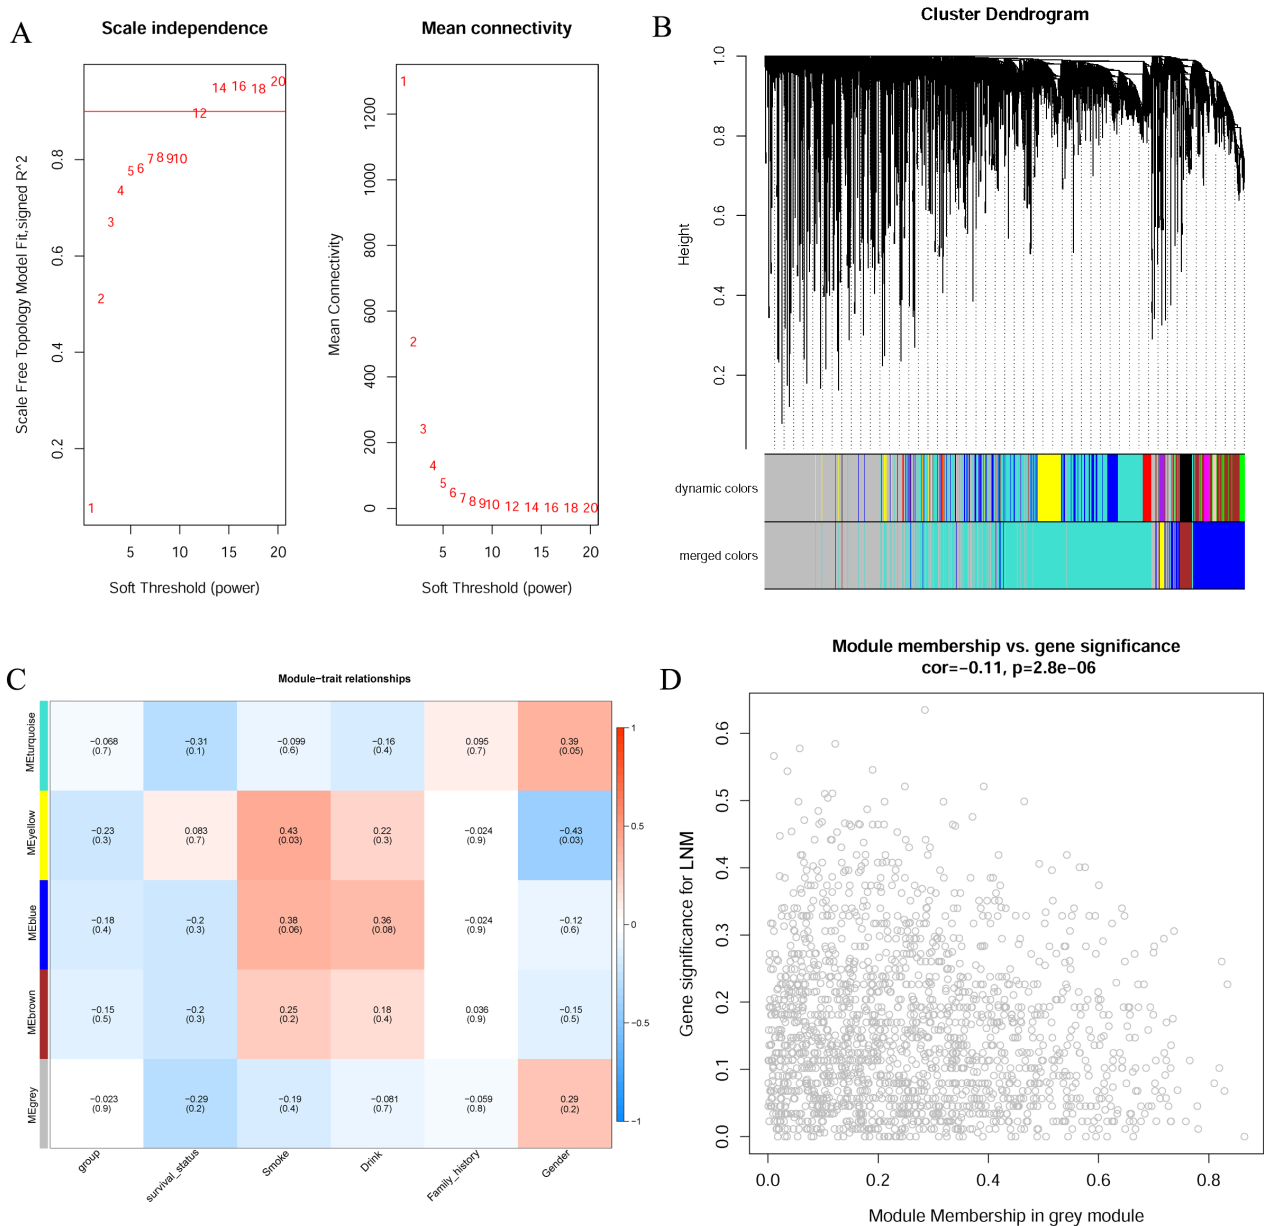 A
Scale independence
Scale Free Topology Model Fit,signed R^2
0.2
0.4
0.6
0.8
1
2
3
4
5
6
7
8
9
10
12
14
16
18
20
5
10
15
20
Soft Threshold (power)
Mean connectivity
Mean Connectivity
0
200
400
600
800
1000
1200
1
2
3
4
5
6
7
8
9
10
12
14
16
18
20
5
10
15
20
Soft Threshold (power)
B
Cluster Dendrogram
Height
1.0
0.8
0.6
0.4
0.2
dynamic colors
merged colors
C
Module−trait relationships
MEturquoise
−0.068 −0.31 −0.099 −0.16 0.095 0.39
(0.7) (0.1) (0.6) (0.4) (0.7) (0.05)
MEyellow
−0.23 0.083 0.43 0.22 −0.024 −0.43
(0.3) (0.7) (0.03) (0.3) (0.9) (0.03)
MEblue
−0.18 −0.2 0.38 0.36 −0.024 −0.12
(0.4) (0.3) (0.06) (0.08) (0.9) (0.6)
MEbrown
−0.15 −0.2 0.25 0.18 0.036 −0.15
(0.5) (0.3) (0.2) (0.4) (0.9) (0.5)
MEgrey
−0.023 −0.29 −0.19 −0.081 −0.059 0.29
(0.9) (0.2) (0.4) (0.7) (0.8) (0.2)
group
survival_status
Smoke
Drink
Family_history
Gender
1
0.5
0
−0.5
−1
D
Module membership vs. gene significance
cor=−0.11, p=2.8e−06
Gene significance for LNM
0.6
0.5
0.4
0.3
0.2
0.1
0.0
0.0
0.2
0.4
0.6
0.8
Module Membership in grey module